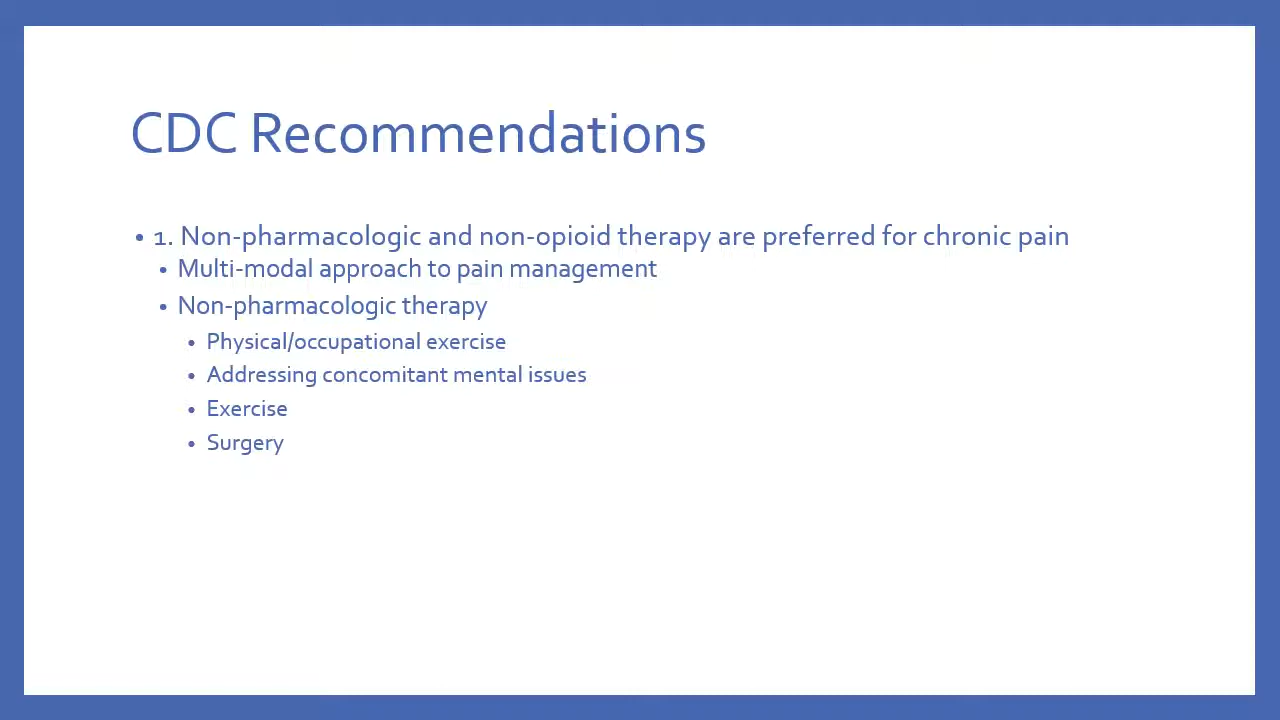 CDC Recommendations
• 1. Non-pharmacologic and non-opioid therapy are preferred for chronic pain
• Multi-modal approach to pain management
• Non-pharmacologic therapy
• Physical/occupational exercise
• Addressing concomitant mental issues
• Exercise
• Surgery